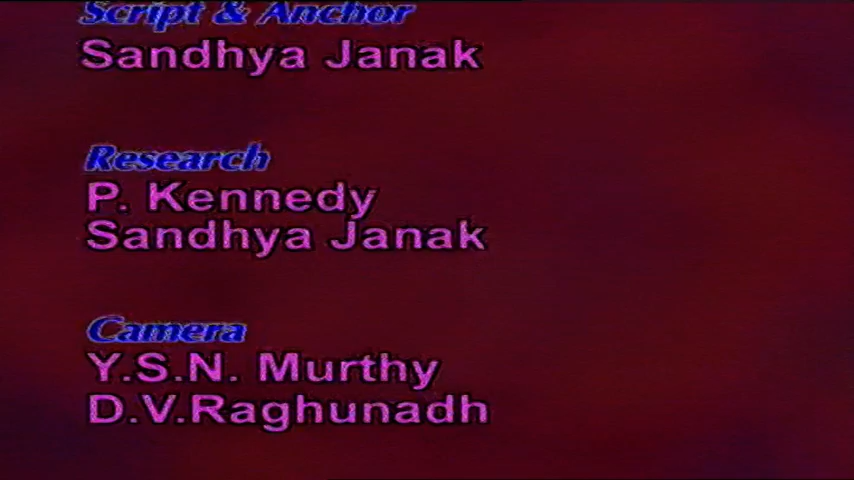 Script & Anchor
Sandhya Janak
Research
P. Kennedy
Sandhya Janak
Camera
Y.S.N. Murthy
D.V.Raghunadh